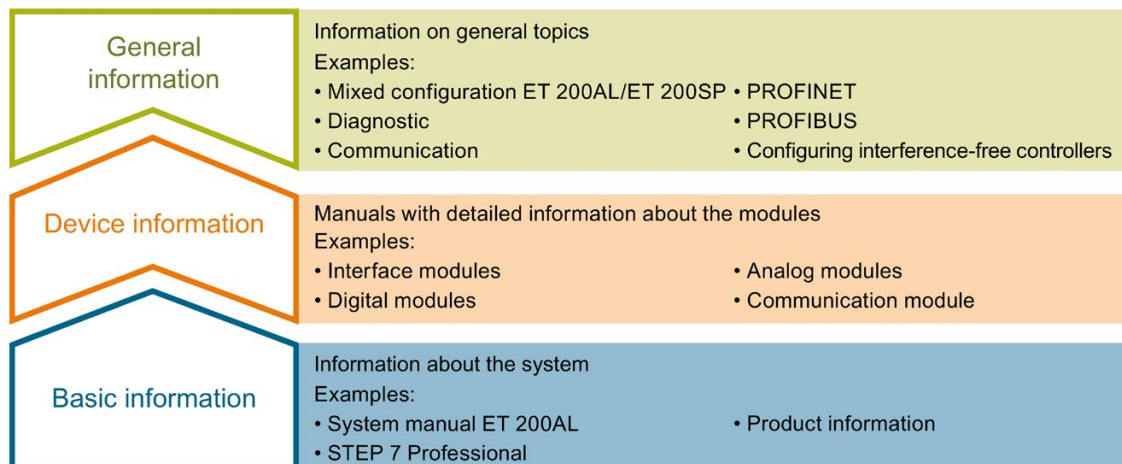 General
information
Information on general topics
Examples:
• Mixed configuration ET 200AL/ET 200SP • PROFINET
• Diagnostic • PROFIBUS
• Communication • Configuring interference-free controllers
Device information
Manuals with detailed information about the modules
Examples:
• Interface modules • Analog modules
• Digital modules • Communication module
Basic information
Information about the system
Examples:
• System manual ET 200AL • Product information
• STEP 7 Professional